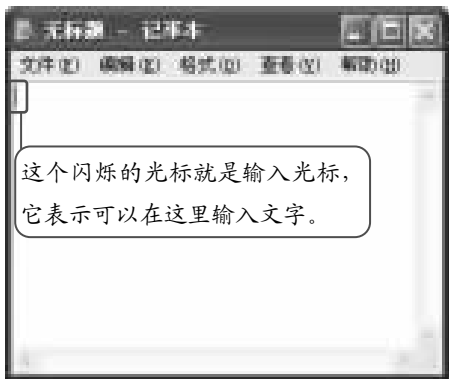 无标题 - 记事本
文件(F) 编辑(E) 格式(O) 查看(V) 帮助(H)
这个闪烁的光标就是输入光标，
它表示可以在这里输入文字。